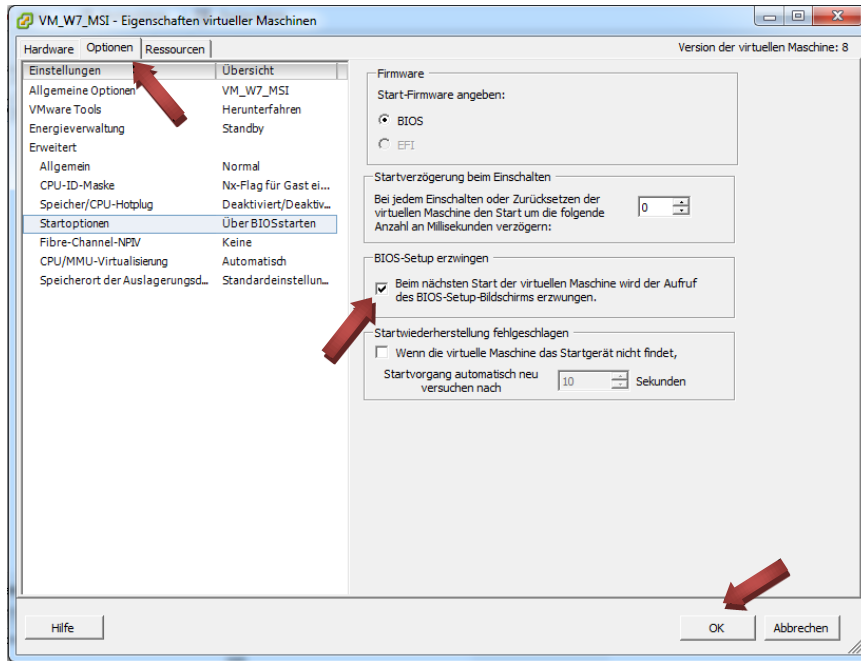 VM_W7_MSI - Eigenschaften virtueller Maschinen
Hardware Optionen Ressourcen Version der virtuellen Maschine: 8
Einstellungen Übersicht
Allgemeine Optionen VM_W7_MSI
VMware Tools Herunterfahren
Energieverwaltung Standby
Erweitert
Allgemein Normal
CPU-ID-Maske Nx-Flag für Gast ei...
Speicher/CPU-Hotplug Deaktiviert/Deaktiv...
Startoptionen Über BIOS starten
Fibre-Channel-NPIV Keine
CPU/MMU-Virtualisierung Automatisch
Speicherort der Auslagerungsd... Standardeinstellun...
Firmware
Start-Firmware angeben:
BIOS
EFI
Startverzögerung beim Einschalten
Bei jedem Einschalten oder Zurücksetzen der
virtuellen Maschine den Start um die folgende
Anzahl an Millisekunden verzögern:
0
BIOS-Setup erzwingen
Beim nächsten Start der virtuellen Maschine wird der Aufruf
des BIOS-Setup-Bildschirms erzwungen.
Startwiederherstellung fehlgeschlagen
Wenn die virtuelle Maschine das Startgerät nicht findet,
Startvorgang automatisch neu
versuchen nach
10 Sekunden
Hilfe OK Abbrechen